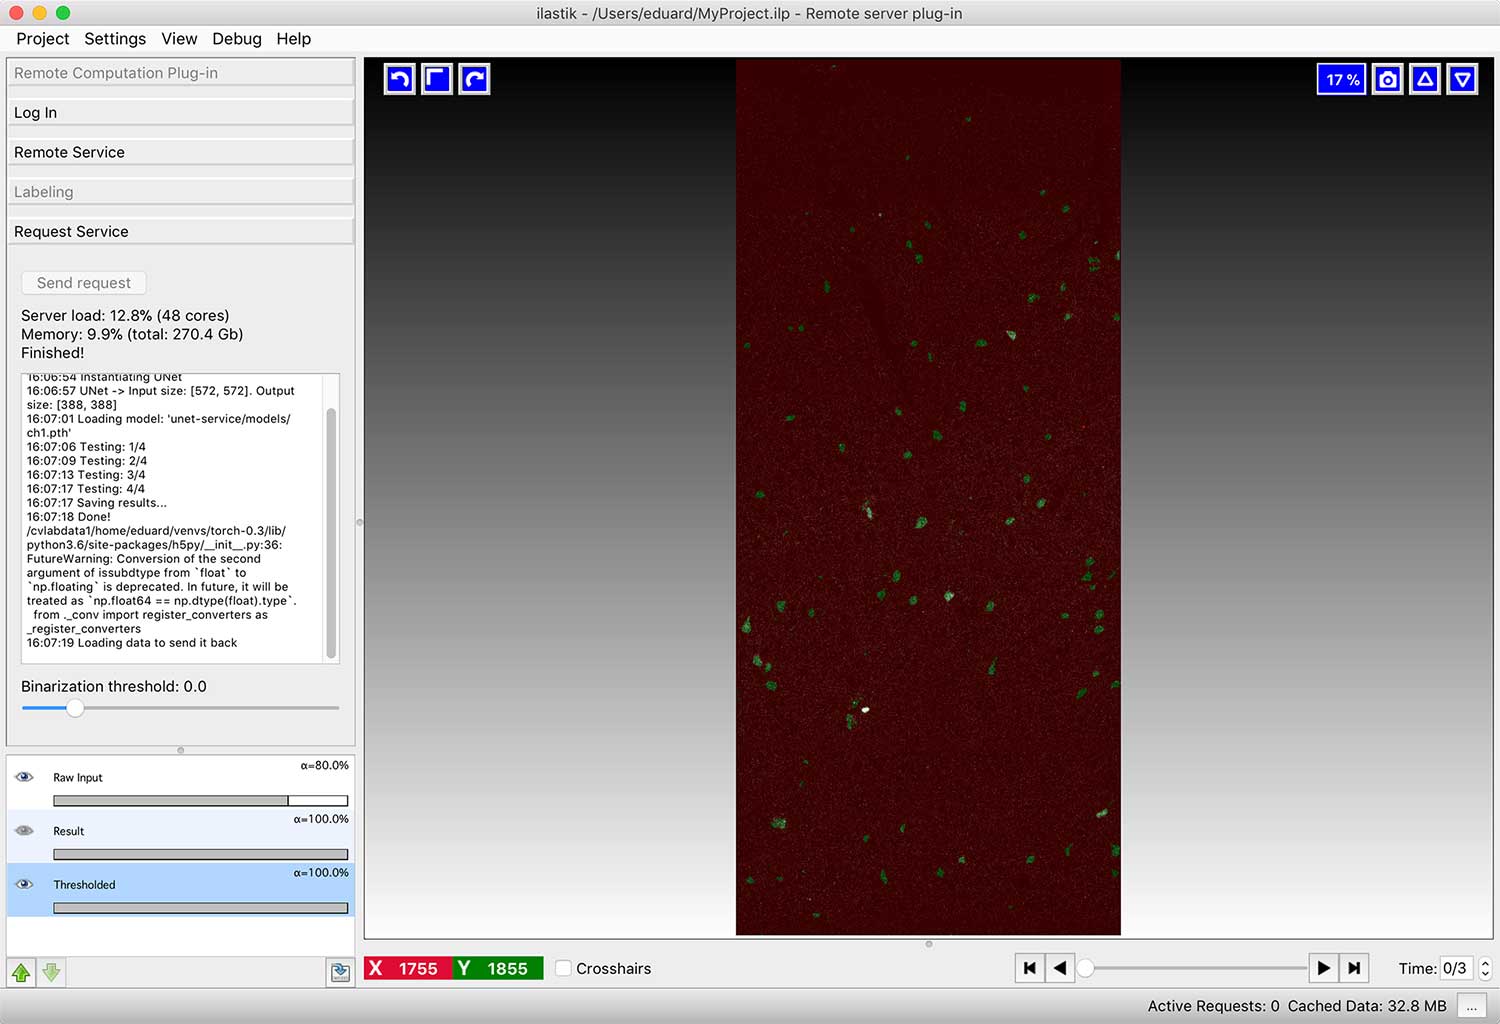 ilastik - /Users/eduard/MyProject.ilp - Remote server plug-in
Project Settings View Debug Help
Remote Computation Plug-in
Log In
Remote Service
Labeling
Request Service
Send request
Server load: 12.8% (48 cores)
Memory: 9.9% (total: 270.4 Gb)
Finished!
16:06:54 Instantiating UNet
16:06:57 UNet -> Input size: [572, 572]. Output
size: [388, 388]
16:07:01 Loading model: 'unet-service/models/
ch1.pth'
16:07:06 Testing: 1/4
16:07:09 Testing: 2/4
16:07:13 Testing: 3/4
16:07:17 Testing: 4/4
16:07:17 Saving results...
16:07:18 Done!
/cvlabdata1/home/eduard/venvs/torch-0.3/lib/
python3.6/site-packages/h5py/__init__.py:36:
FutureWarning: Conversion of the second
argument of issubdtype from `float` to
`np.floating` is deprecated. In future, it will be
treated as `np.float64 == np.dtype(float).type`.
from ._conv import register_converters as
_register_converters
16:07:19 Loading data to send it back
Binarization threshold: 0.0
α=80.0%
Raw Input
α=100.0%
Result
α=100.0%
Thresholded
17 %
X 1755 Y 1855 Crosshairs
Time: 0/3
Active Requests: 0 Cached Data: 32.8 MB ...